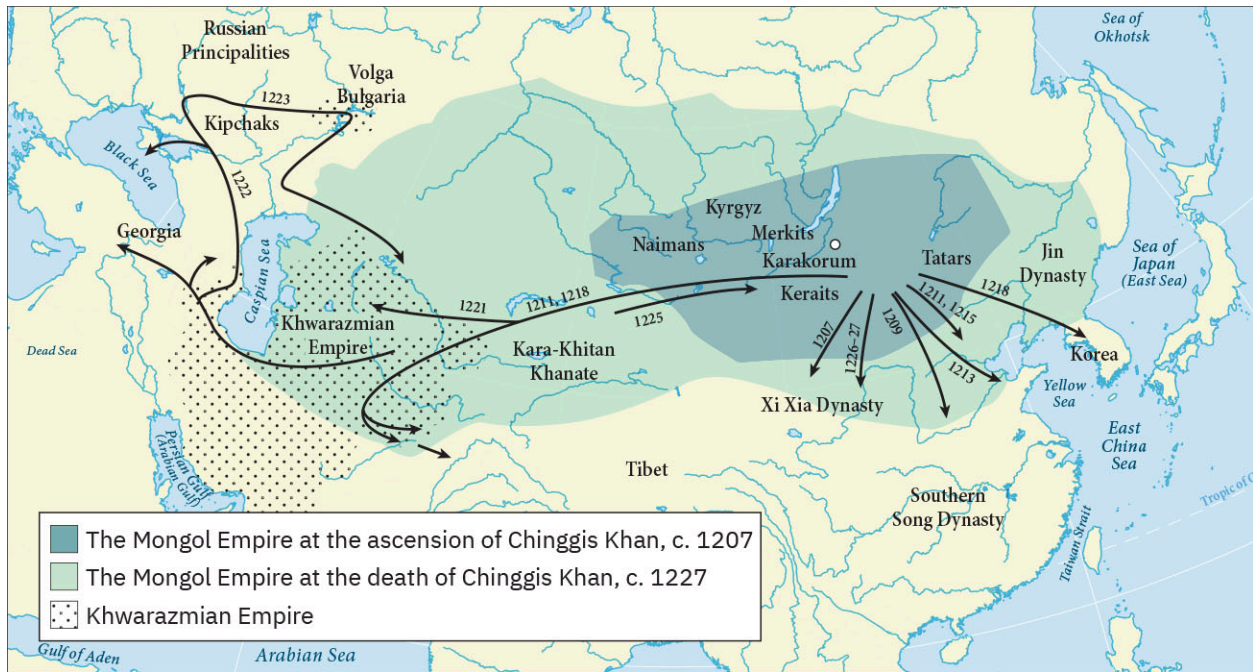 Russian
Principalities
Sea of
Okhotsk
Volga
Bulgaria
1223
Kipchaks
Black Sea
1222
Georgia
Caspian Sea
Kyrgyz
Naimans
Merkits
Karakorum
Tatars
Jin
Dynasty
Sea of
Japan
(East Sea)
Keraits
1218
1211, 1215
1209
1213
1207
1226–27
1211, 1218
1221
1225
Khwarazmian
Empire
Kara-Khitan
Khanate
Dead Sea
Korea
Yellow
Sea
Xi Xia Dynasty
East
China
Sea
Persian Gulf
(Arabian Gulf)
Tibet
Southern
Song Dynasty
Tropic of C
Taiwan Strait
The Mongol Empire at the ascension of Chinggis Khan, c. 1207
The Mongol Empire at the death of Chinggis Khan, c. 1227
Khwarazmian Empire
Gulf of Aden
Arabian Sea